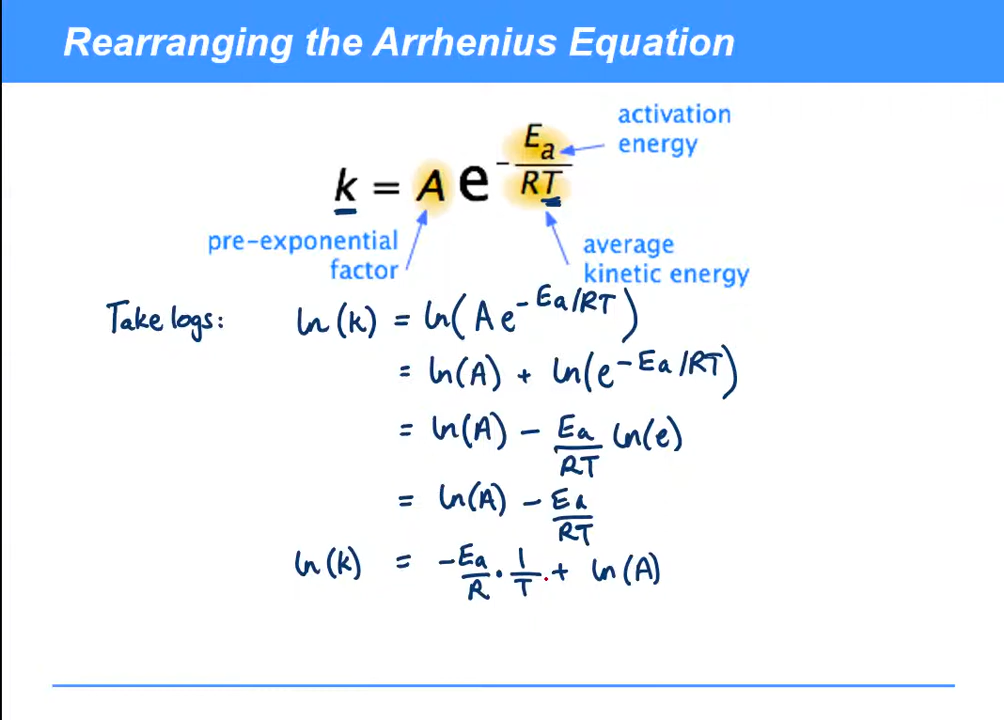 Rearranging the Arrhenius Equation
activation
energy
k = A e^(-Ea/RT)
pre-exponential
factor
average
kinetic energy
Take logs: ln(k) = ln(Ae^(-Ea/RT))
= ln(A) + ln(e^(-Ea/RT))
= ln(A) - Ea/RT ln(e)
= ln(A) - Ea/RT
ln(k) = -Ea/R · 1/T + ln(A)